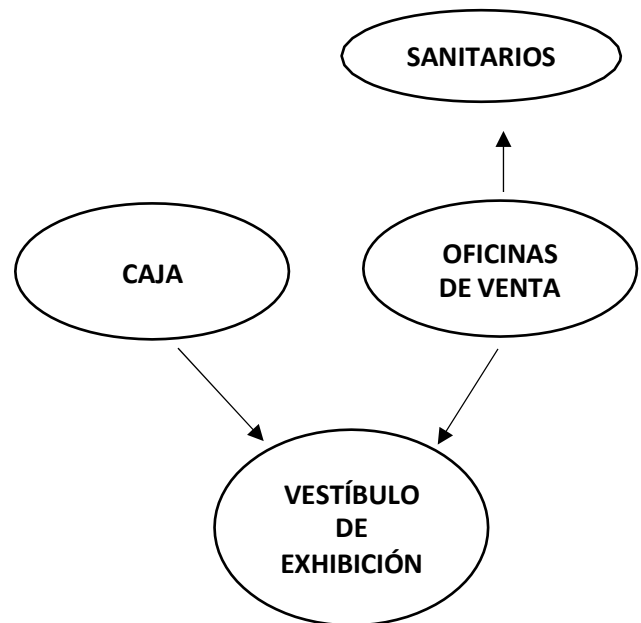 SANITARIOS
CAJA
OFICINAS
DE VENTA
VESTÍBULO
DE
EXHIBICIÓN